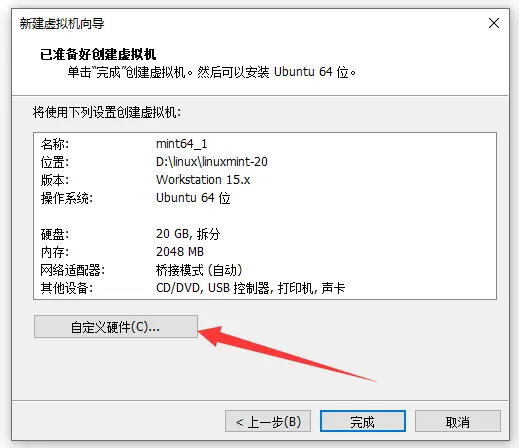 新建虚拟机向导
已准备好创建虚拟机
单击“完成”创建虚拟机。然后可以安装 Ubuntu 64 位。
将使用下列设置创建虚拟机:
名称: mint64_1
位置: D:\linux\linuxmint-20
版本: Workstation 15.x
操作系统: Ubuntu 64 位
硬盘: 20 GB, 拆分
内存: 2048 MB
网络适配器: 桥接模式 (自动)
其他设备: CD/DVD, USB 控制器, 打印机, 声卡
自定义硬件(C)...
< 上一步(B) 完成 取消